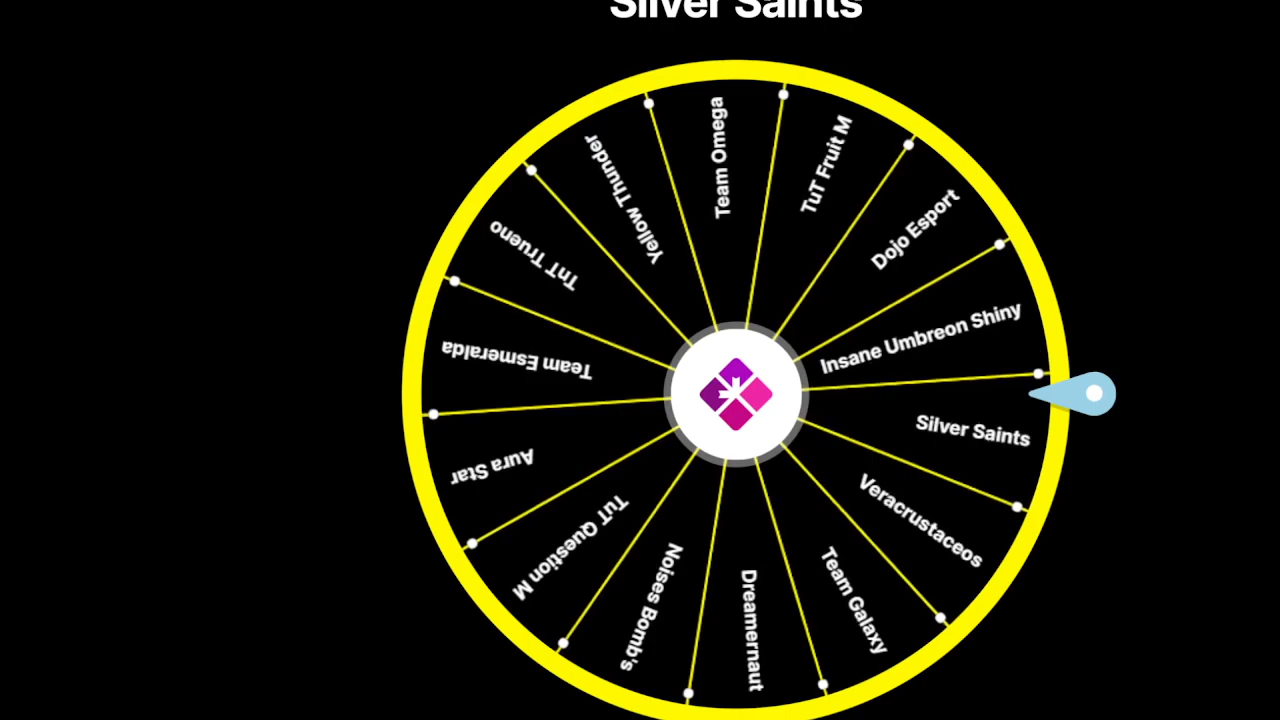 Silver Saints
Team Omega
TuT Fruit M
Dojo Esport
Insane Umbreon Shiny
Silver Saints
Veracrustaceos
Team Galaxy
Dreamernaut
Noises Bomb's
TuT Question M
Aura Star
Team Esmeralda
TnT Trueno
Yellow Thunder